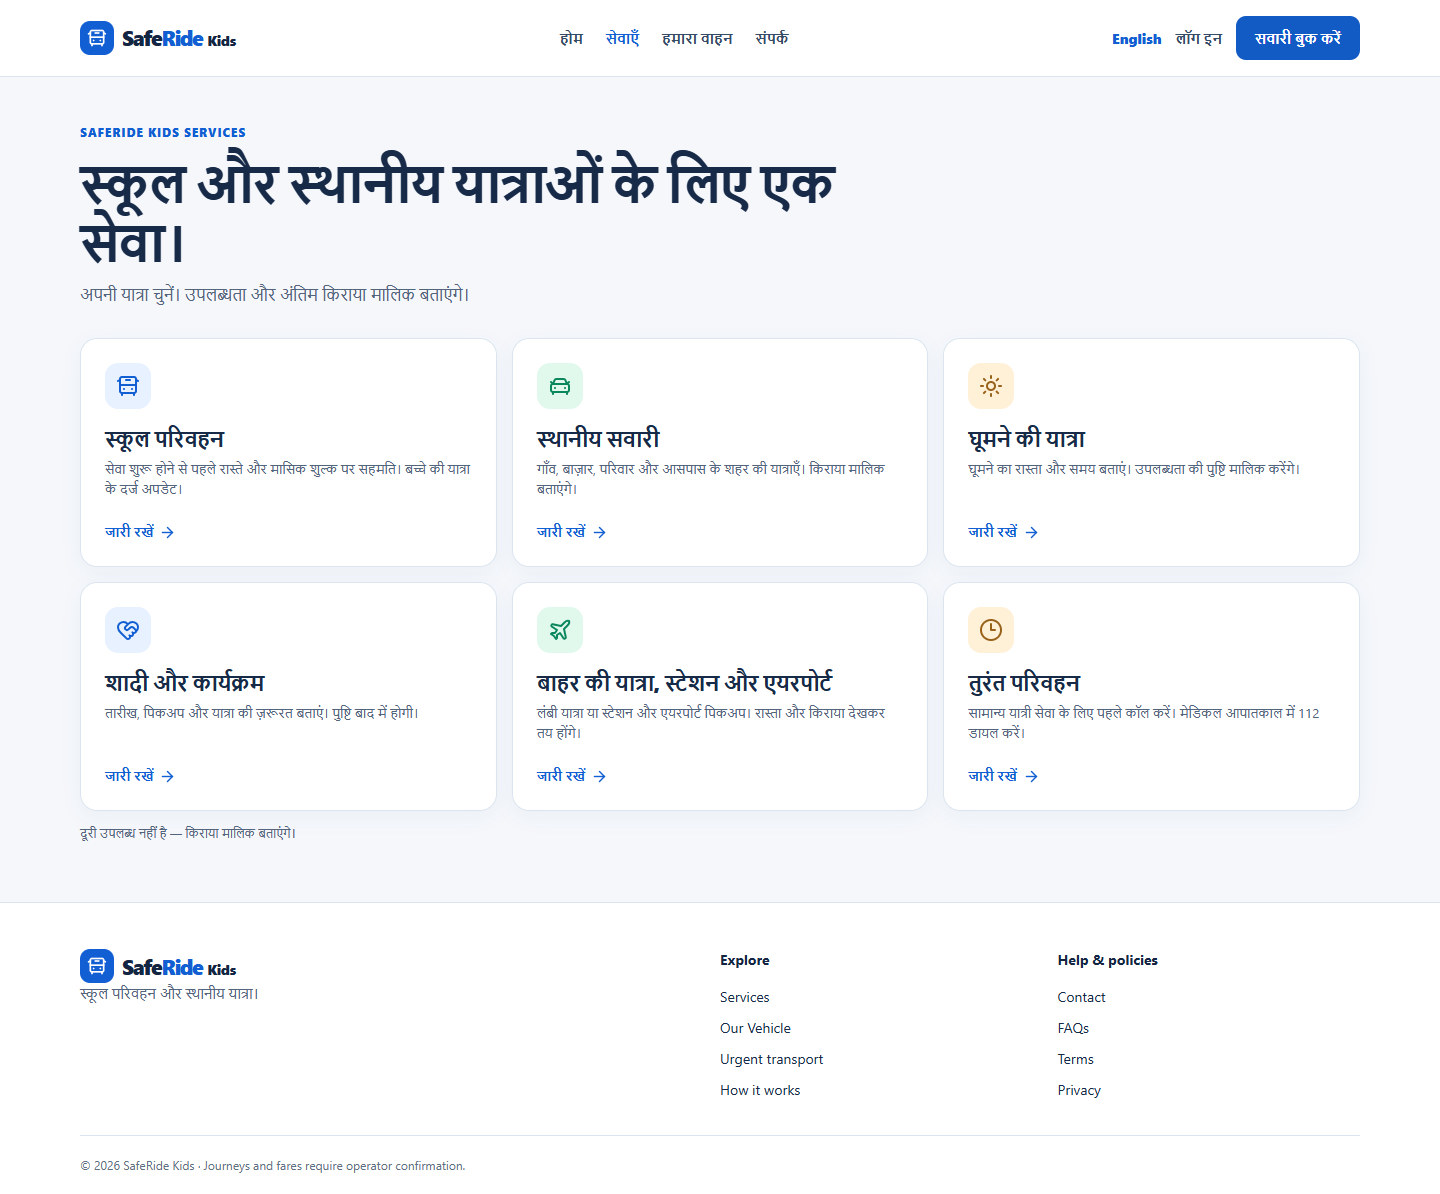 SafeRide Kids
होम
सेवाएँ
हमारा वाहन
संपर्क
English
लॉग इन
सवारी बुक करें
SAFERIDE KIDS SERVICES
स्कूल और स्थानीय यात्राओं के लिए एक
सेवा।
अपनी यात्रा चुनें। उपलब्धता और अंतिम किराया मालिक बताएंगे।
स्कूल परिवहन
सेवा शुरू होने से पहले रास्ते और मासिक शुल्क पर सहमति। बच्चे की यात्रा
के दर्ज अपडेट।
जारी रखें
स्थानीय सवारी
गाँव, बाज़ार, परिवार और आसपास के शहर की यात्राएँ। किराया मालिक
बताएंगे।
जारी रखें
घूमने की यात्रा
घूमने का रास्ता और समय बताएं। उपलब्धता की पुष्टि मालिक करेंगे।
जारी रखें
शादी और कार्यक्रम
तारीख, पिकअप और यात्रा की ज़रूरत बताएं। पुष्टि बाद में होगी।
जारी रखें
बाहर की यात्रा, स्टेशन और एयरपोर्ट
लंबी यात्रा या स्टेशन और एयरपोर्ट पिकअप। रास्ता और किराया देखकर
तय होंगे।
जारी रखें
तुरंत परिवहन
सामान्य यात्री सेवा के लिए पहले कॉल करें। मेडिकल आपातकाल में 112
डायल करें।
जारी रखें
दूरी उपलब्ध नहीं है — किराया मालिक बताएंगे।
SafeRide Kids
स्कूल परिवहन और स्थानीय यात्रा।
Explore
Services
Our Vehicle
Urgent transport
How it works
Help & policies
Contact
FAQs
Terms
Privacy
© 2026 SafeRide Kids · Journeys and fares require operator confirmation.